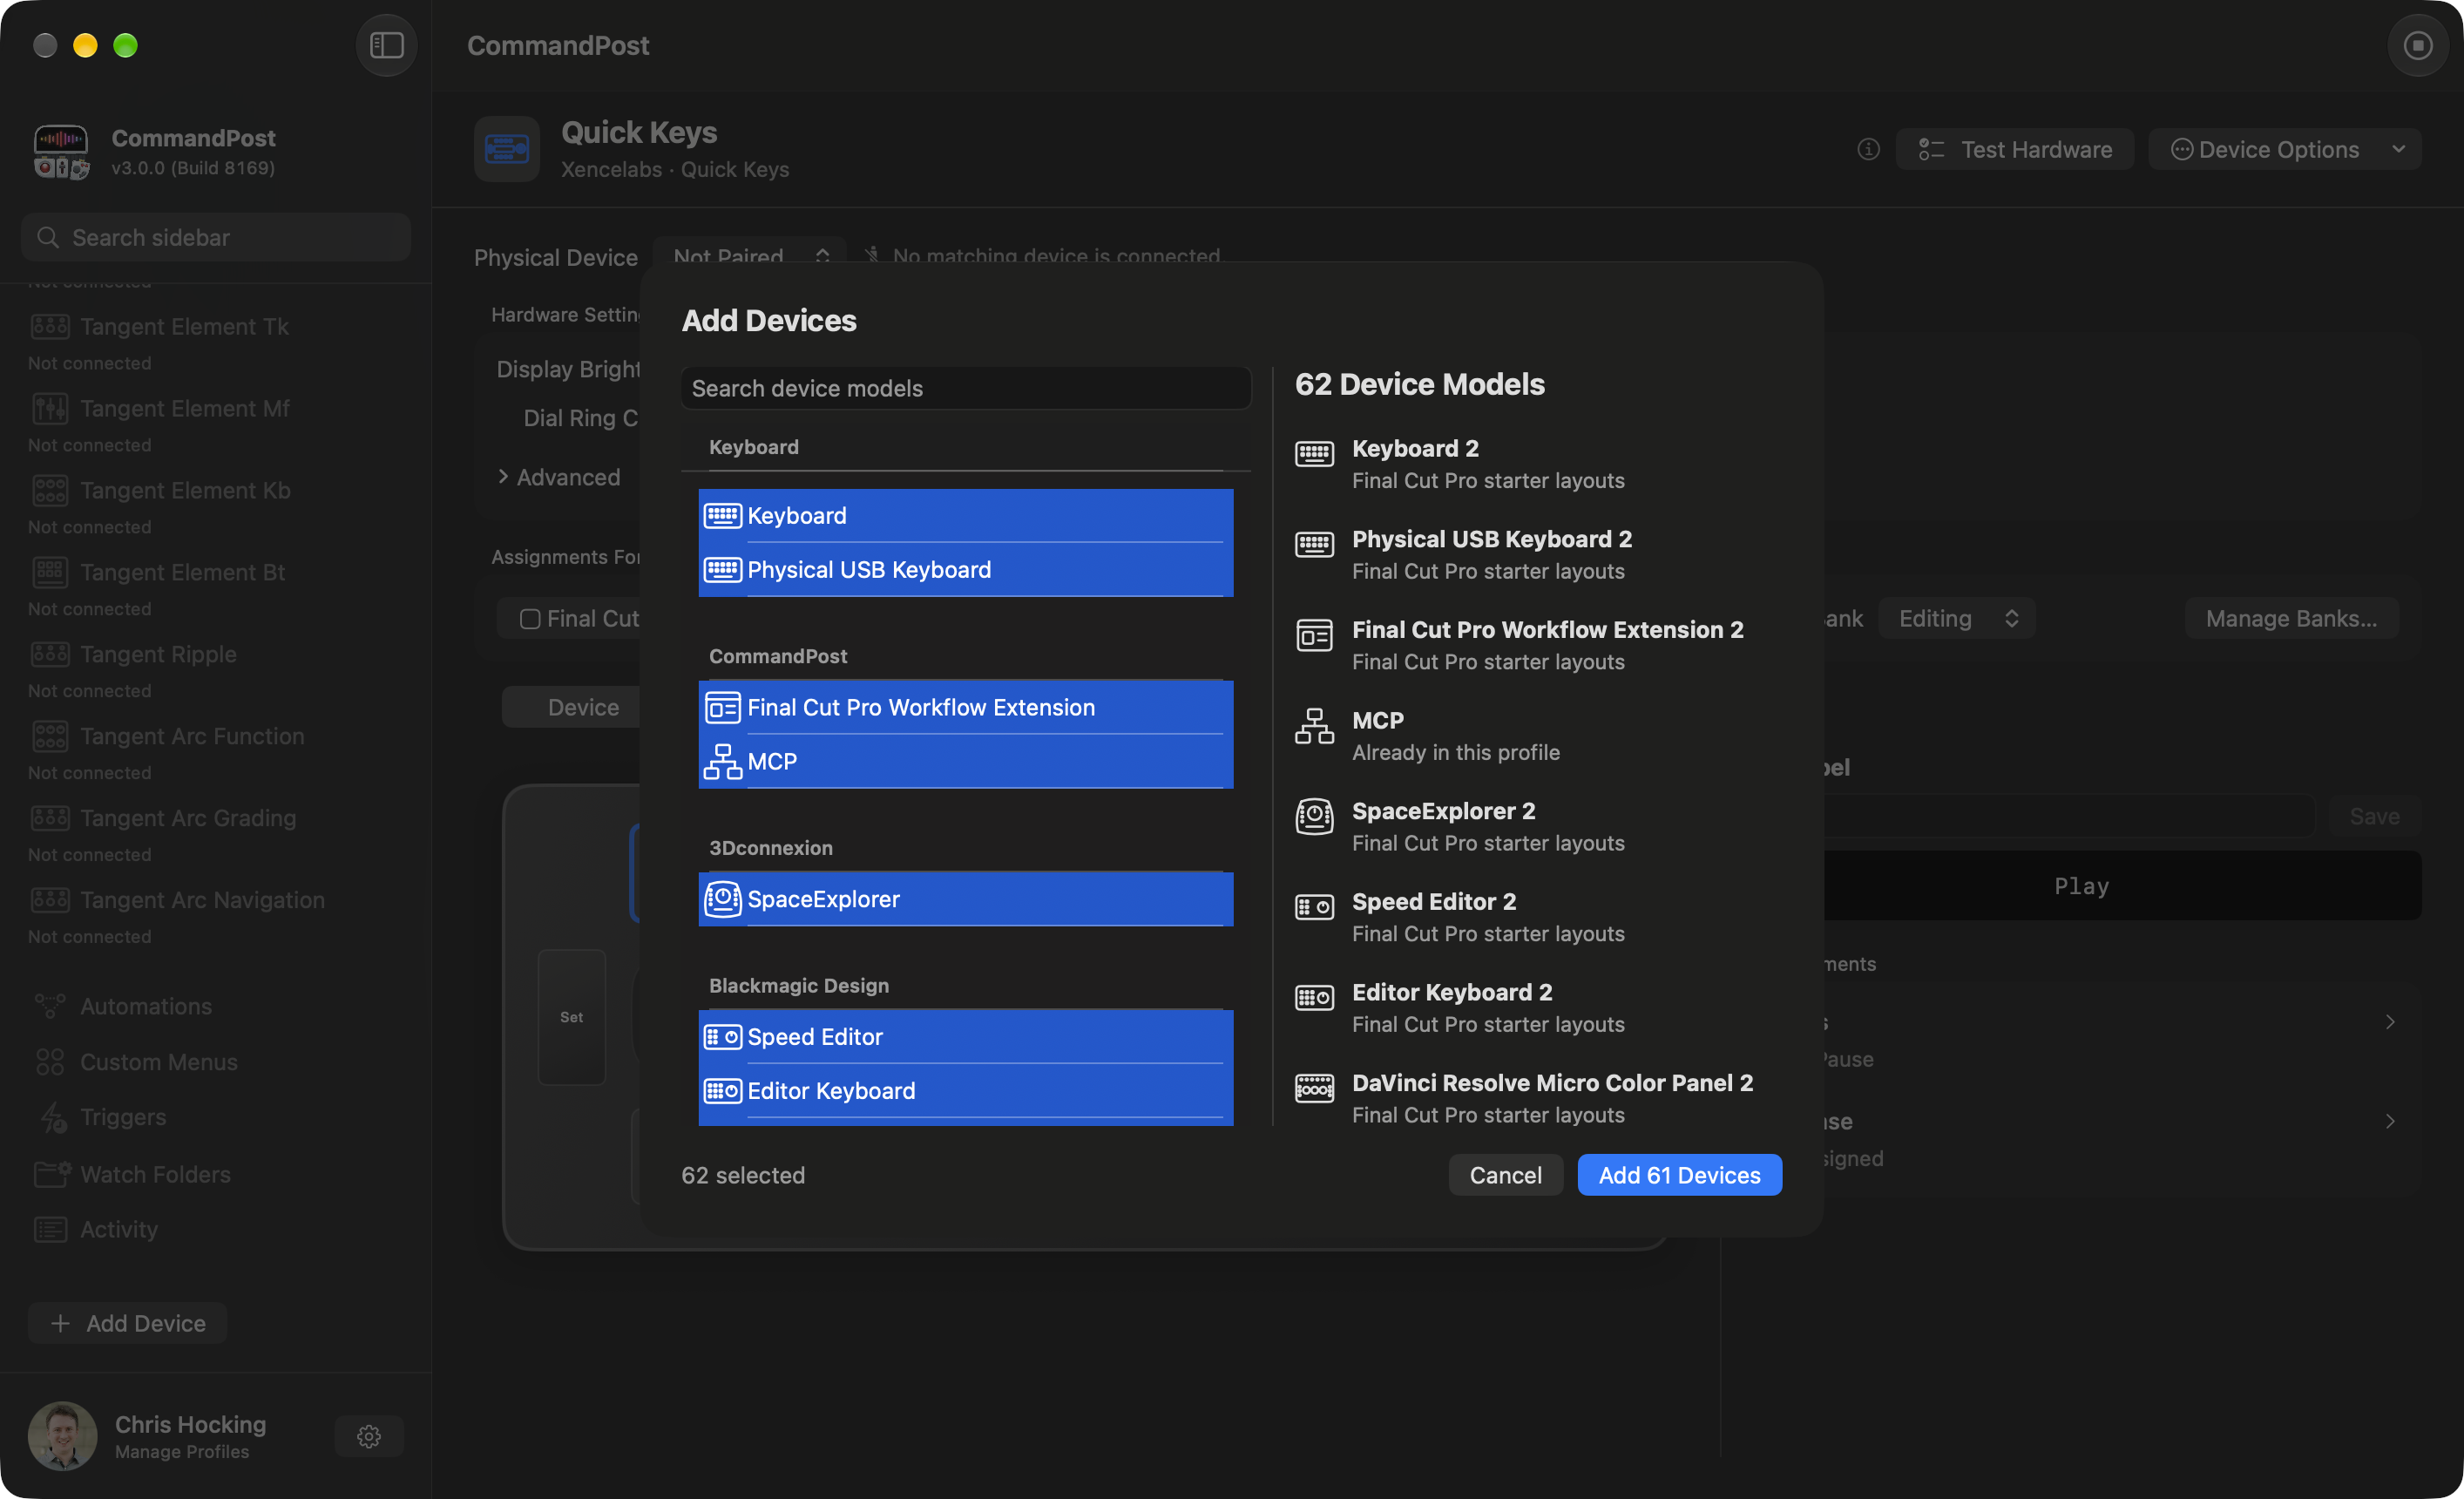 CommandPost
CommandPost
v3.0.0 (Build 8169)
Search sidebar
Not connected
Tangent Element Tk
Not connected
Tangent Element Mf
Not connected
Tangent Element Kb
Not connected
Tangent Element Bt
Not connected
Tangent Ripple
Not connected
Tangent Arc Function
Not connected
Tangent Arc Grading
Not connected
Tangent Arc Navigation
Not connected
Automations
Custom Menus
Triggers
Watch Folders
Activity
Add Device
Chris Hocking
Manage Profiles
Quick Keys
Xencelabs · Quick Keys
Test Hardware
Device Options
Physical Device
Not Paired
No matching device is connected.
Hardware Setting
Display Bright
Dial Ring C
Advanced
Assignments For
Final Cut
ank
Editing
Manage Banks...
Device
Set
bel
Save
Play
ments
s
Pause
ase
signed
Add Devices
Search device models
Keyboard
Keyboard
Physical USB Keyboard
CommandPost
Final Cut Pro Workflow Extension
MCP
3Dconnexion
SpaceExplorer
Blackmagic Design
Speed Editor
Editor Keyboard
62 selected
62 Device Models
Keyboard 2
Final Cut Pro starter layouts
Physical USB Keyboard 2
Final Cut Pro starter layouts
Final Cut Pro Workflow Extension 2
Final Cut Pro starter layouts
MCP
Already in this profile
SpaceExplorer 2
Final Cut Pro starter layouts
Speed Editor 2
Final Cut Pro starter layouts
Editor Keyboard 2
Final Cut Pro starter layouts
DaVinci Resolve Micro Color Panel 2
Final Cut Pro starter layouts
Cancel
Add 61 Devices